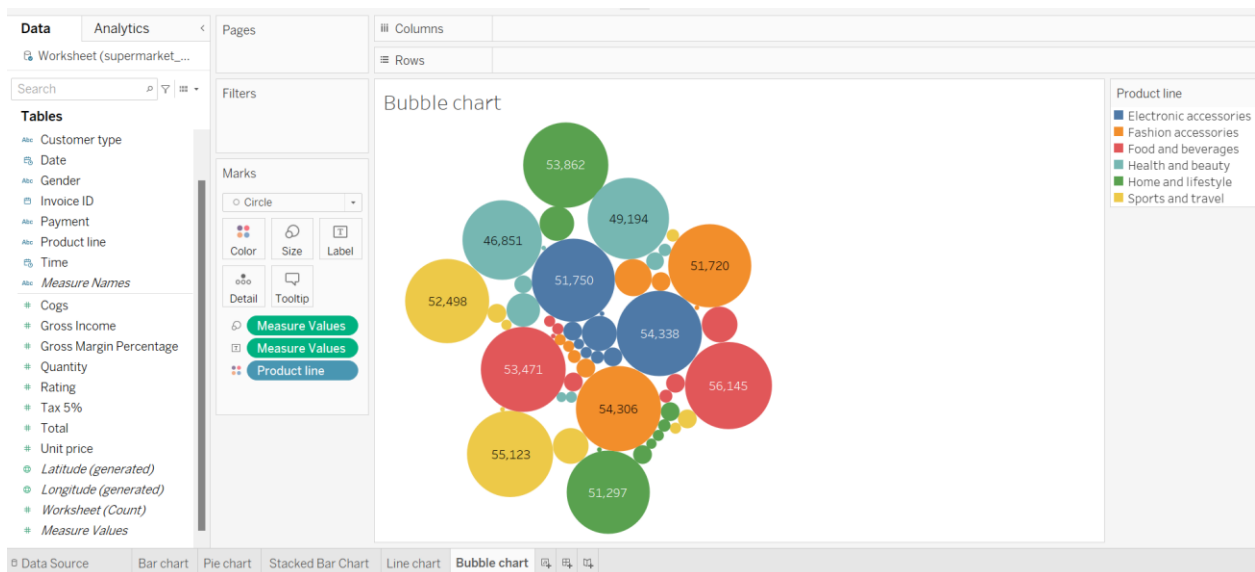 Data
Analytics
Worksheet (supermarket_...
Search
Tables
Abc Customer type
Date
Abc Gender
Invoice ID
Abc Payment
Abc Product line
Time
Abc Measure Names
# Cogs
# Gross Income
# Gross Margin Percentage
# Quantity
# Rating
# Tax 5%
# Total
# Unit price
Latitude (generated)
Longitude (generated)
# Worksheet (Count)
# Measure Values
Pages
Filters
Marks
Circle
Color Size Label
Detail Tooltip
Measure Values
Measure Values
Product line
Columns
Rows
Bubble chart
53,862
49,194
46,851
51,720
51,750
52,498
54,338
53,471
56,145
54,306
55,123
51,297
Product line
Electronic accessories
Fashion accessories
Food and beverages
Health and beauty
Home and lifestyle
Sports and travel
Data Source Bar chart Pie chart Stacked Bar Chart Line chart Bubble chart